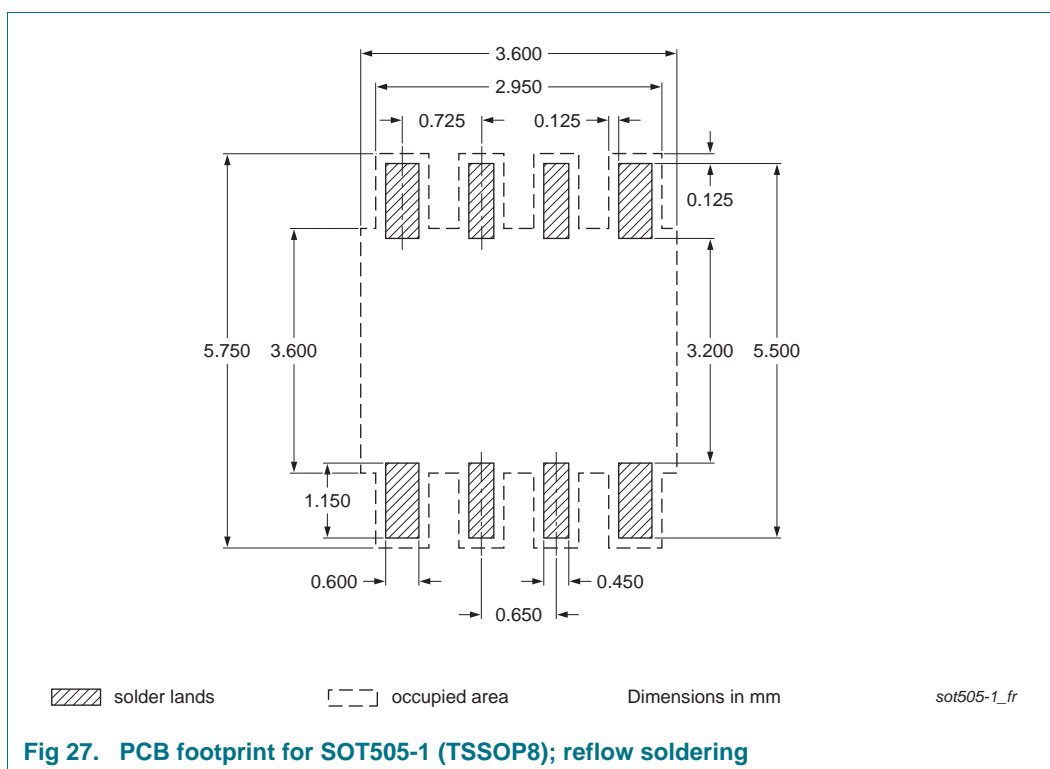 3.600
2.950
0.725
0.125
0.125
5.750
3.600
3.200
5.500
1.150
0.600
0.450
0.650
solder lands
occupied area
Dimensions in mm
sot505-1_fr
Fig 27. PCB footprint for SOT505-1 (TSSOP8); reflow soldering